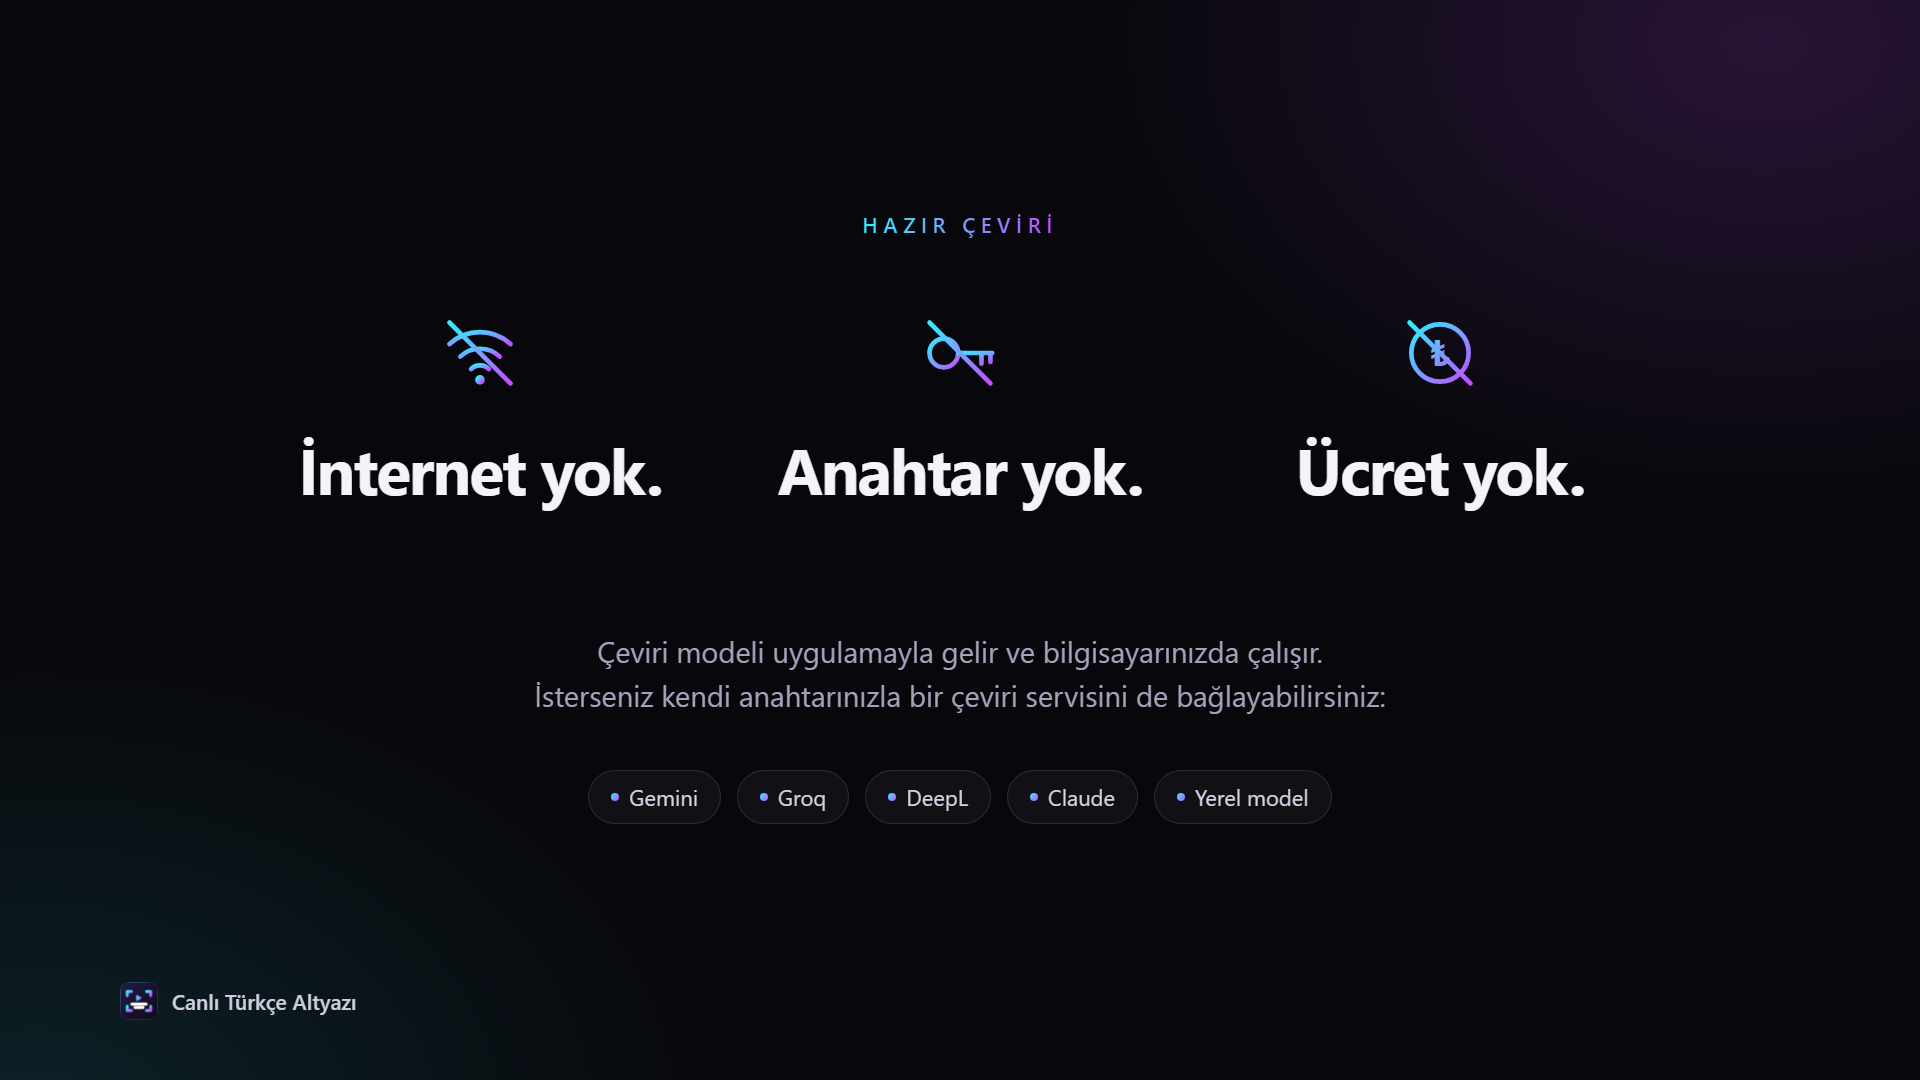 HAZIR ÇEVİRİ
₺
İnternet yok.
Anahtar yok.
Ücret yok.
Çeviri modeli uygulamayla gelir ve bilgisayarınızda çalışır.
İsterseniz kendi anahtarınızla bir çeviri servisini de bağlayabilirsiniz:
Gemini
Groq
DeepL
Claude
Yerel model
Canlı Türkçe Altyazı